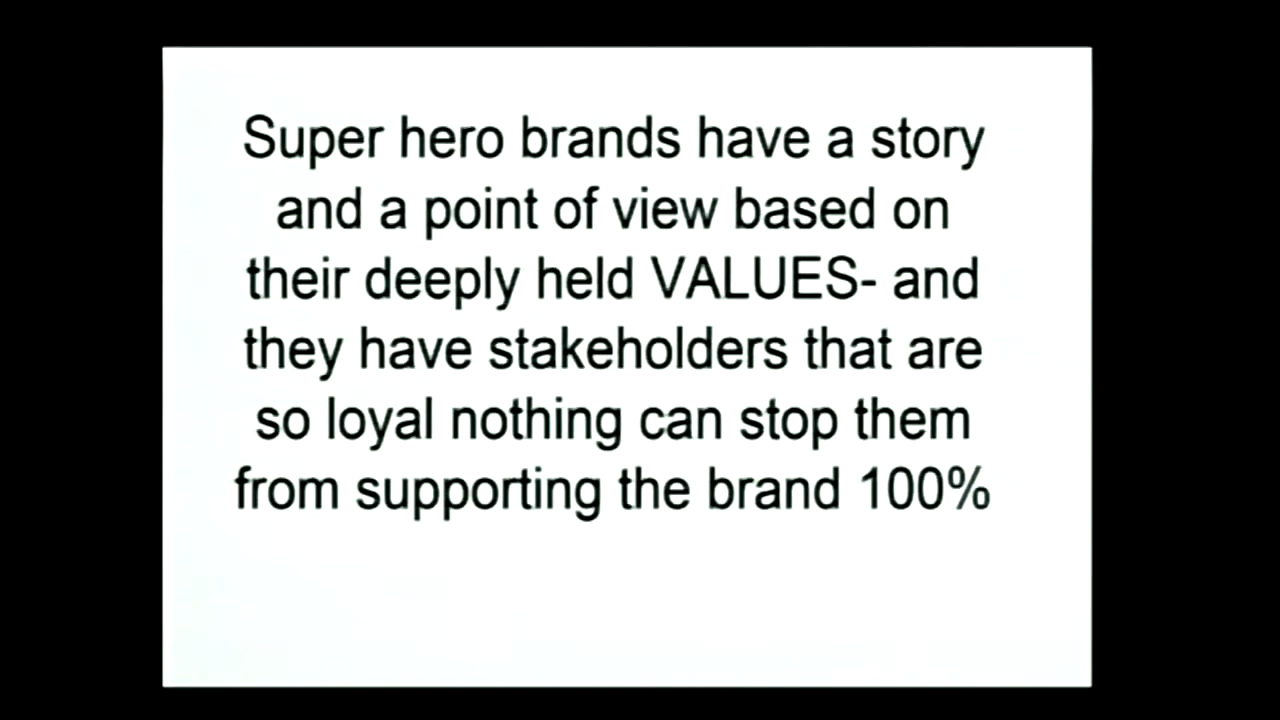 Super hero brands have a story
and a point of view based on
their deeply held VALUES- and
they have stakeholders that are
so loyal nothing can stop them
from supporting the brand 100%